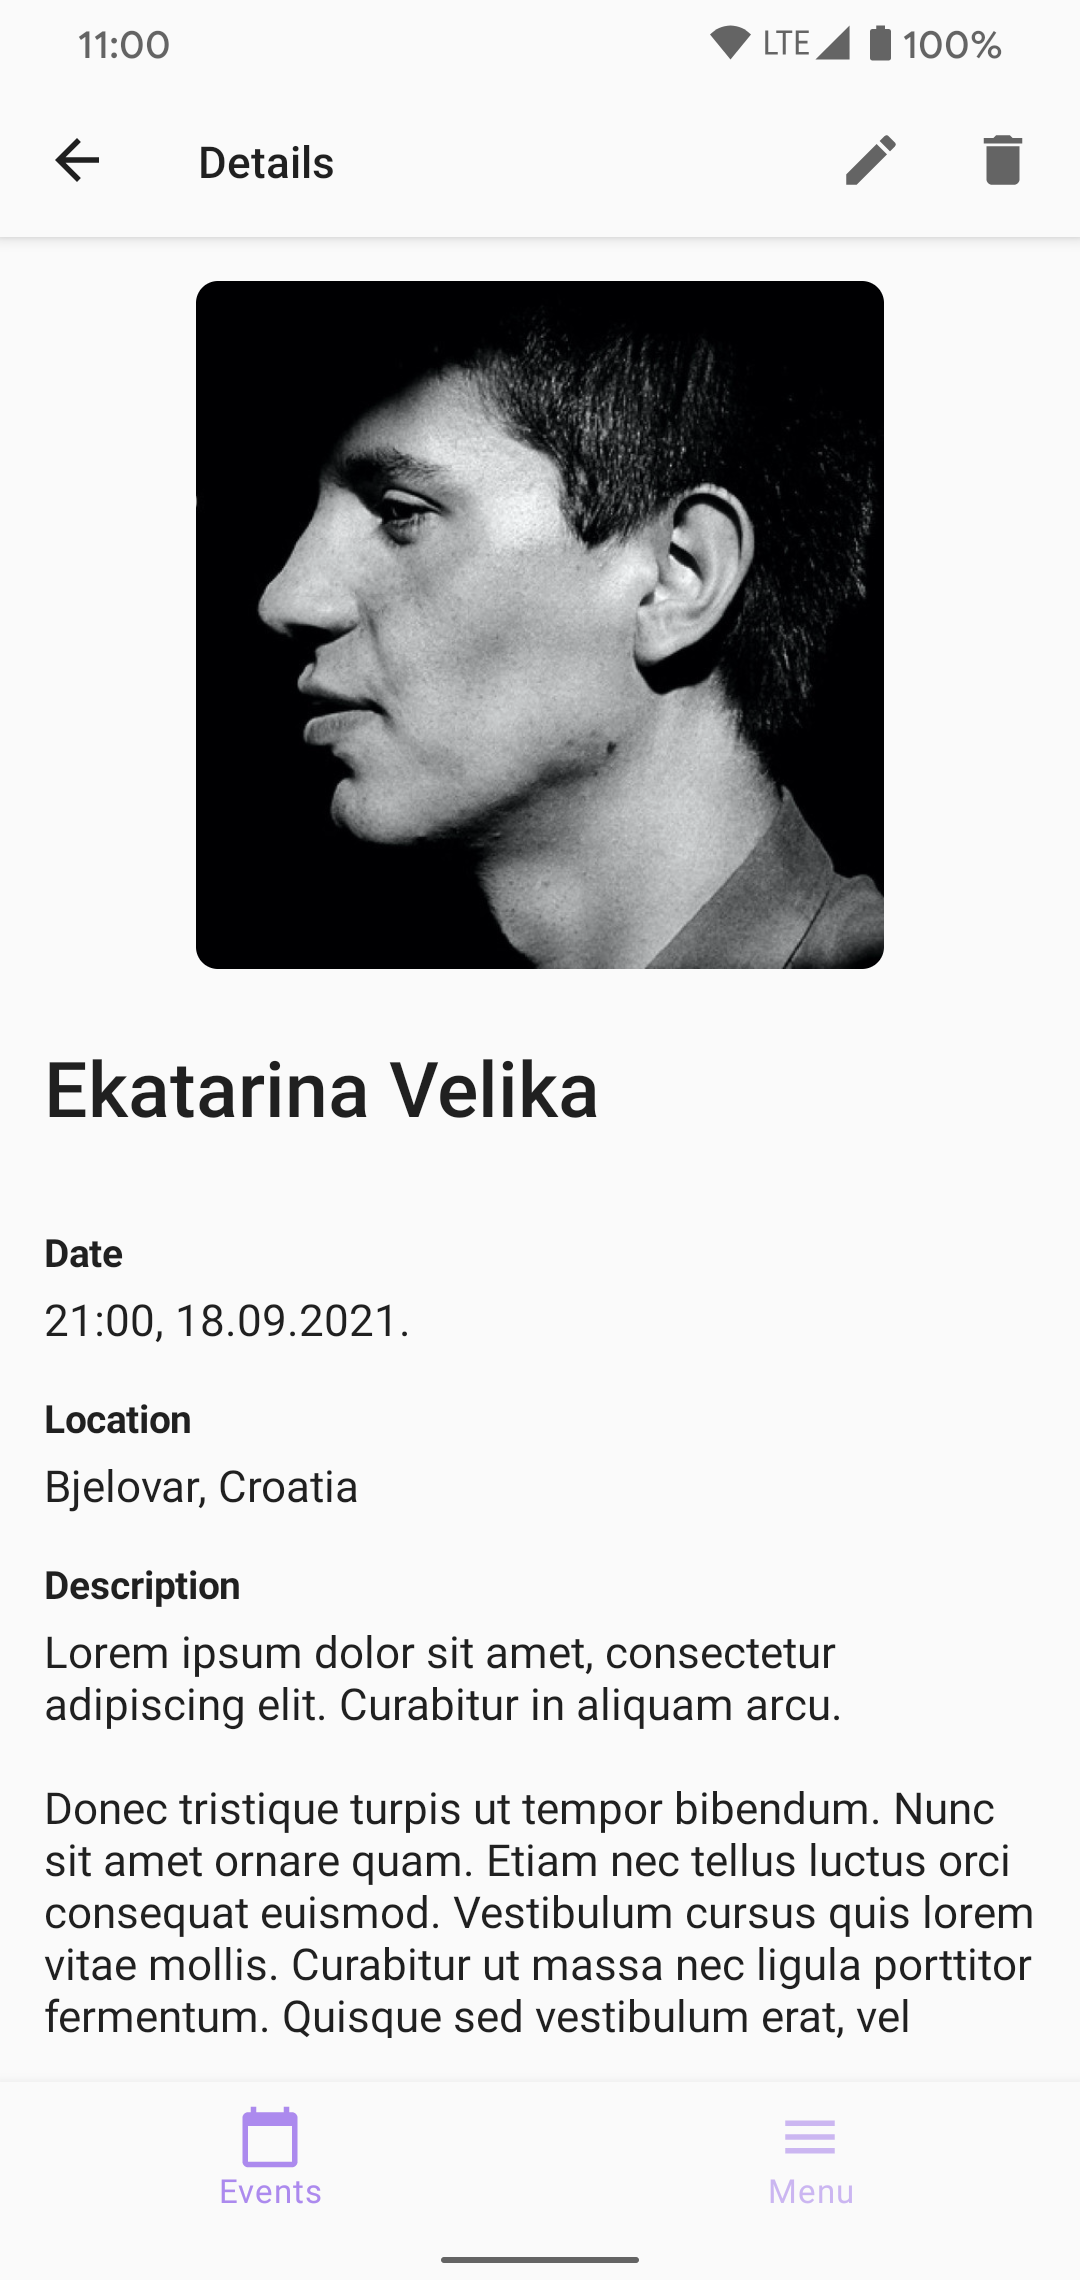 11:00
LTE 100%
Details
Ekatarina Velika
Date
21:00, 18.09.2021.
Location
Bjelovar, Croatia
Description
Lorem ipsum dolor sit amet, consectetur
adipiscing elit. Curabitur in aliquam arcu.
Donec tristique turpis ut tempor bibendum. Nunc
sit amet ornare quam. Etiam nec tellus luctus orci
consequat euismod. Vestibulum cursus quis lorem
vitae mollis. Curabitur ut massa nec ligula porttitor
fermentum. Quisque sed vestibulum erat, vel
Events
Menu